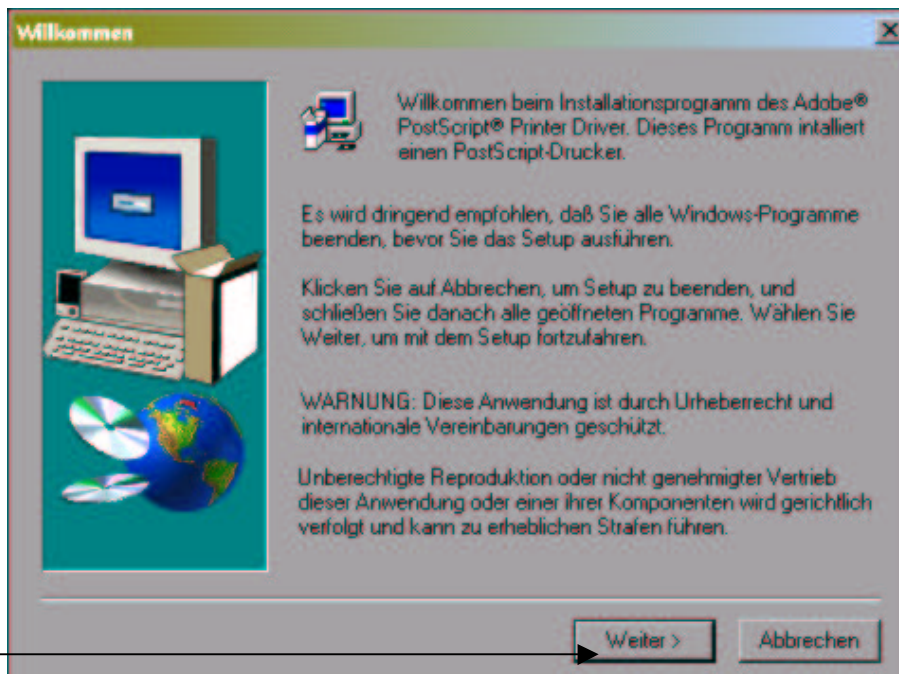 Willkommen
Willkommen beim Installationsprogramm des Adobe®
PostScript® Printer Driver. Dieses Programm intalliert
einen PostScript-Drucker.
Es wird dringend empfohlen, daß Sie alle Windows-Programme
beenden, bevor Sie das Setup ausführen.
Klicken Sie auf Abbrechen, um Setup zu beenden, und
schließen Sie danach alle geöffneten Programme. Wählen Sie
Weiter, um mit dem Setup fortzufahren.
WARNUNG: Diese Anwendung ist durch Urheberrecht und
internationale Vereinbarungen geschützt.
Unberechtigte Reproduktion oder nicht genehmigter Vertrieb
dieser Anwendung oder einer ihrer Komponenten wird gerichtlich
verfolgt und kann zu erheblichen Strafen führen.
Weiter > Abbrechen